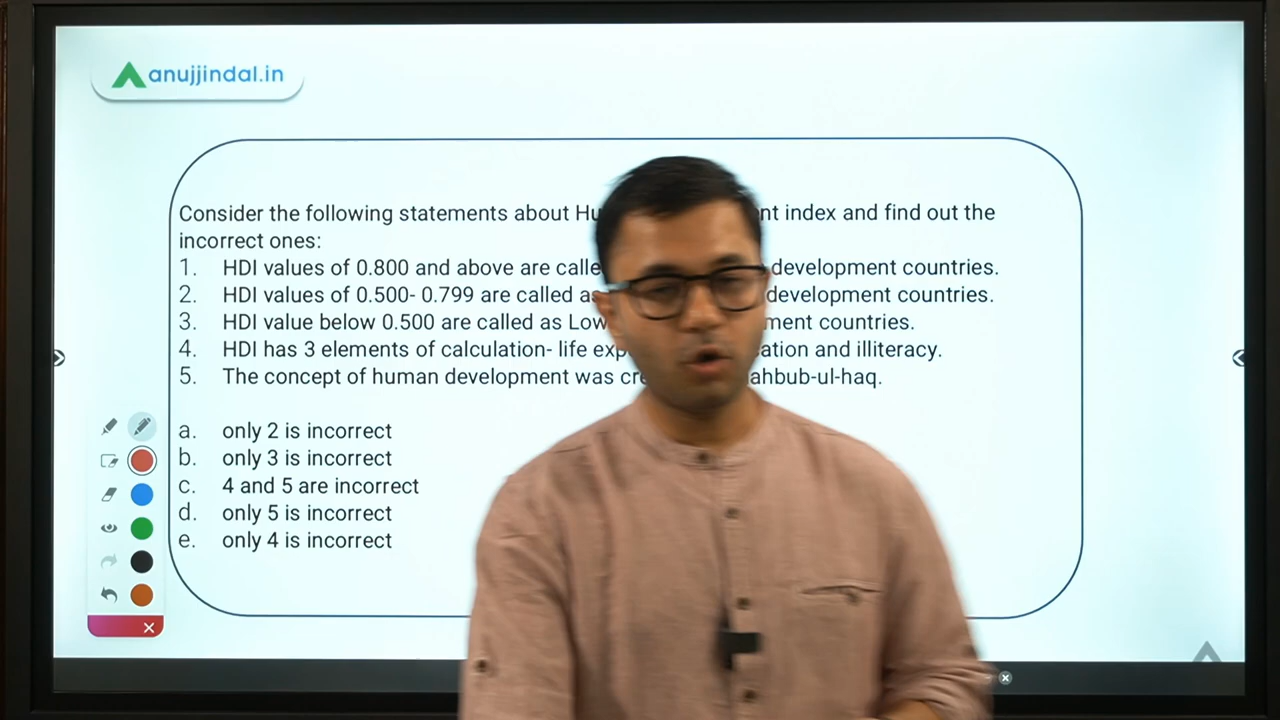 anujjindal.in
Consider the following statements about Hu nt index and find out the
incorrect ones:
1. HDI values of 0.800 and above are calle development countries.
2. HDI values of 0.500- 0.799 are called as development countries.
3. HDI value below 0.500 are called as Low ment countries.
4. HDI has 3 elements of calculation- life exp ation and illiteracy.
5. The concept of human development was cre ahbub-ul-haq.
a. only 2 is incorrect
b. only 3 is incorrect
c. 4 and 5 are incorrect
d. only 5 is incorrect
e. only 4 is incorrect